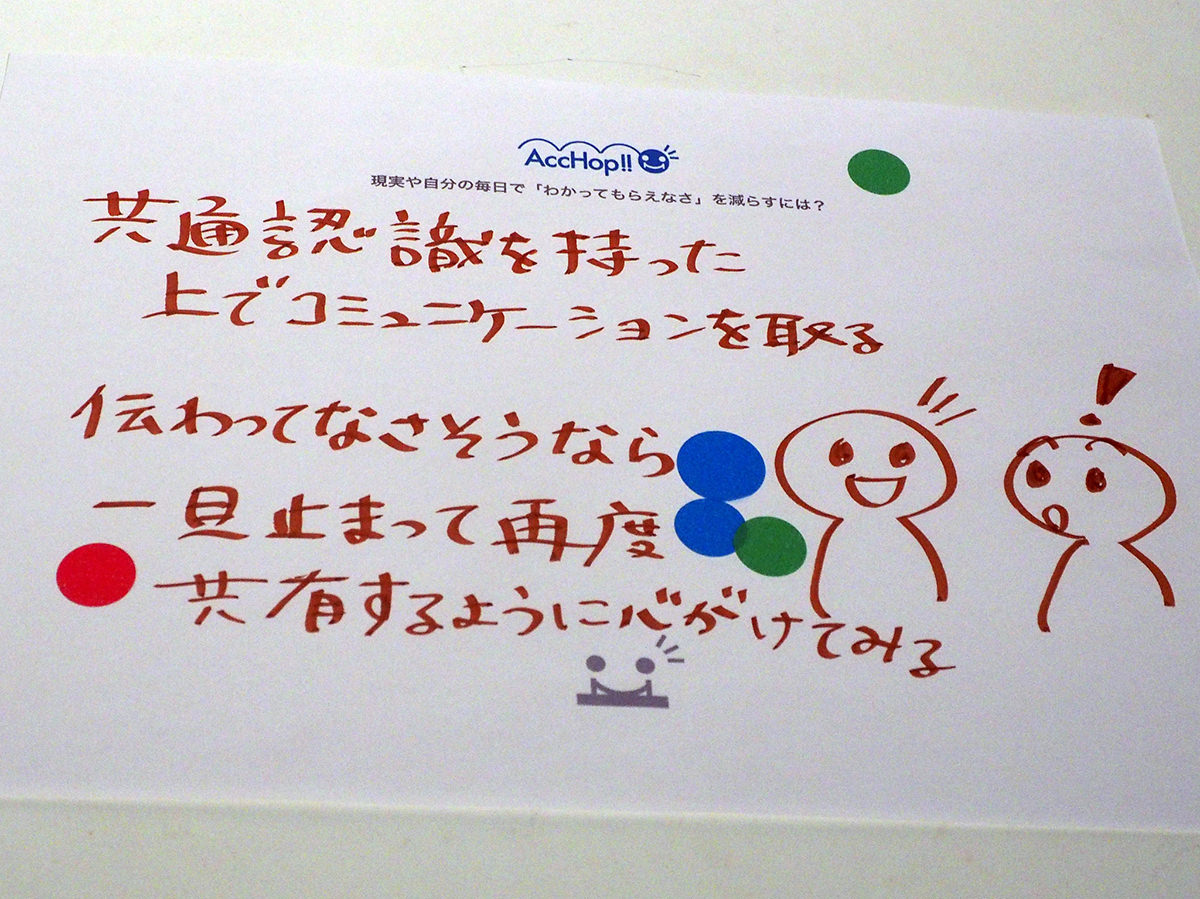 AccHop!!
現実や自分の毎日で「わかってもらえなさ」を減らすには？
共通認識を持った
上でコミュニケーションを取る
伝わってなさそうなら
一旦止まって再度
共有するように心がけてみる